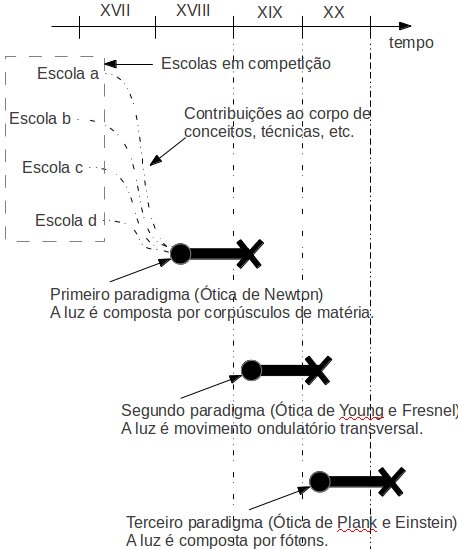 XVII XVIII XIX XX
tempo
Escola a
Escolas em competição
Escola b
Contribuições ao corpo de
conceitos, técnicas, etc.
Escola c
Escola d
Primeiro paradigma (Ótica de Newton)
A luz é composta por corpúsculos de matéria.
Segundo paradigma (Ótica de Young e Fresnel)
A luz é movimento ondulatório transversal.
Terceiro paradigma (Ótica de Plank e Einstein)
A luz é composta por fótons.